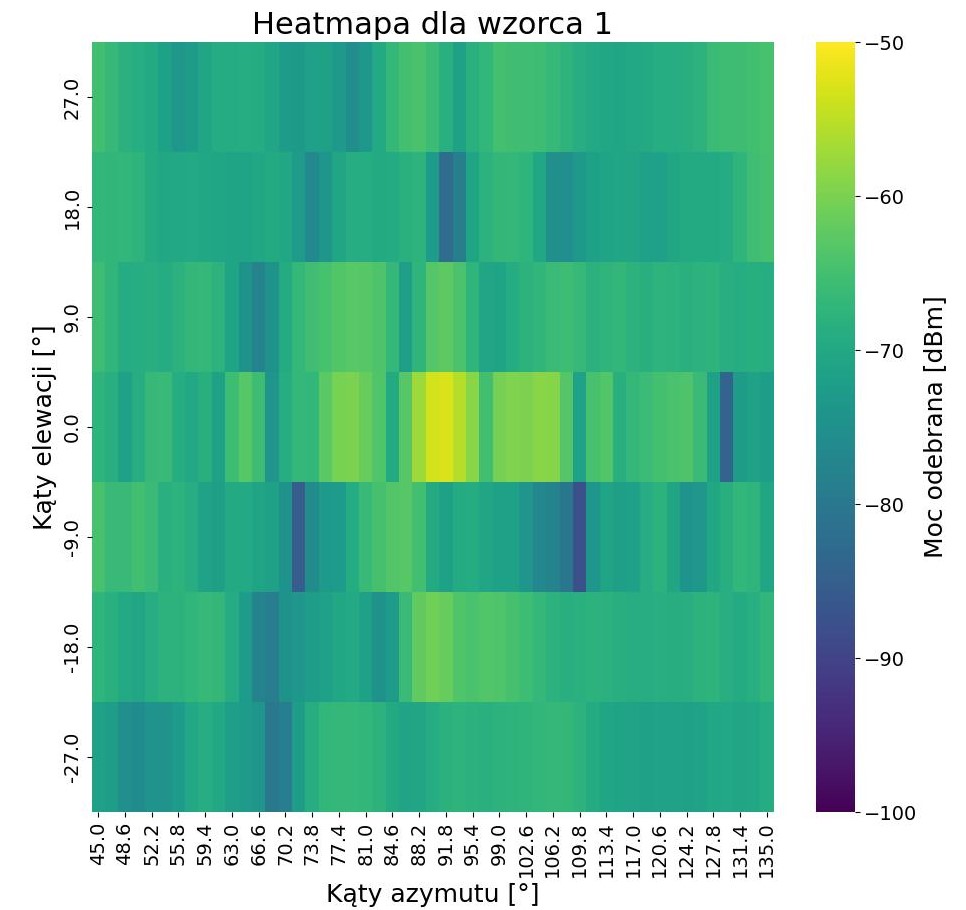 Heatmapa dla wzorca 1
Kąty elewacji [°]
27.0
18.0
9.0
0.0
-9.0
-18.0
-27.0
45.0 48.6 52.2 55.8 59.4 63.0 66.6 70.2 73.8 77.4 81.0 84.6 88.2 91.8 95.4 99.0 102.6 106.2 109.8 113.4 117.0 120.6 124.2 127.8 131.4 135.0
Kąty azymutu [°]
−50
−60
−70
−80
−90
−100
Moc odebrana [dBm]